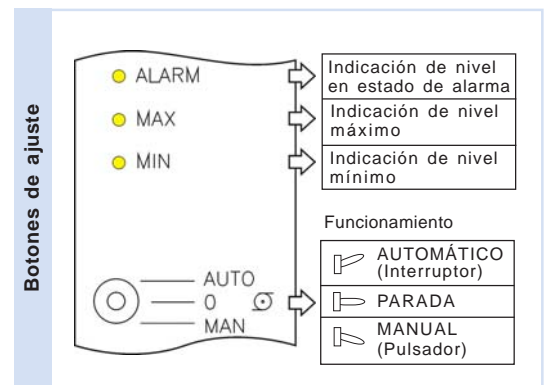 Botones de ajuste
ALARM
MAX
MIN
Indicación de nivel
en estado de alarma
Indicación de nivel
máximo
Indicación de nivel
mínimo
AUTO
0
MAN
Funcionamiento
AUTOMÁTICO
(Interruptor)
PARADA
MANUAL
(Pulsador)